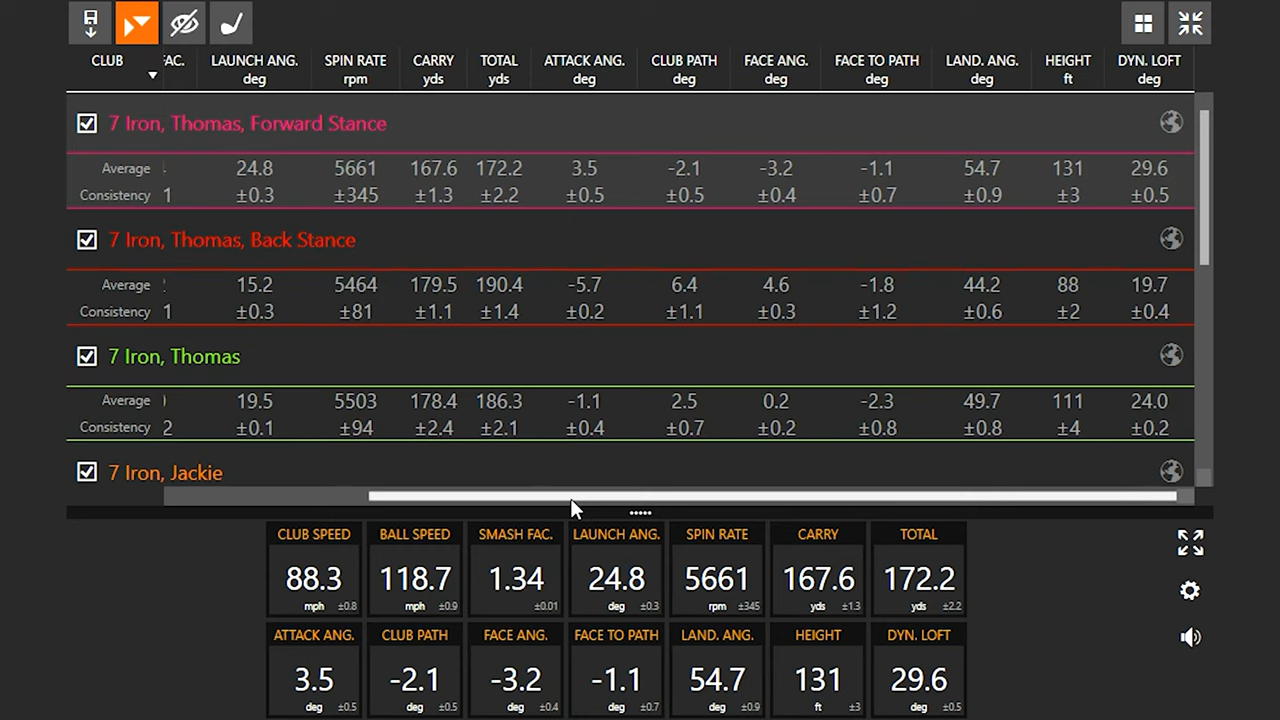 CLUB FAC. LAUNCH ANG. SPIN RATE CARRY TOTAL ATTACK ANG. CLUB PATH FACE ANG. FACE TO PATH LAND. ANG. HEIGHT DYN. LOFT
deg rpm yds yds deg deg deg deg deg ft deg
7 Iron, Thomas, Forward Stance
Average 24.8 5661 167.6 172.2 3.5 -2.1 -3.2 -1.1 54.7 131 29.6
Consistency 1 ±0.3 ±345 ±1.3 ±2.2 ±0.5 ±0.5 ±0.4 ±0.7 ±0.9 ±3 ±0.5
7 Iron, Thomas, Back Stance
Average 15.2 5464 179.5 190.4 -5.7 6.4 4.6 -1.8 44.2 88 19.7
Consistency 1 ±0.3 ±81 ±1.1 ±1.4 ±0.2 ±1.1 ±0.3 ±1.2 ±0.6 ±2 ±0.4
7 Iron, Thomas
Average 19.5 5503 178.4 186.3 -1.1 2.5 0.2 -2.3 49.7 111 24.0
Consistency 2 ±0.1 ±94 ±2.4 ±2.1 ±0.4 ±0.7 ±0.2 ±0.8 ±0.8 ±4 ±0.2
7 Iron, Jackie
CLUB SPEED BALL SPEED SMASH FAC. LAUNCH ANG. SPIN RATE CARRY TOTAL
88.3 118.7 1.34 24.8 5661 167.6 172.2
mph ±0.8 mph ±0.9 ±0.01 deg ±0.3 rpm ±345 yds ±1.3 yds ±2.2
ATTACK ANG. CLUB PATH FACE ANG. FACE TO PATH LAND. ANG. HEIGHT DYN. LOFT
3.5 -2.1 -3.2 -1.1 54.7 131 29.6
deg ±0.5 deg ±0.5 deg ±0.4 deg ±0.7 deg ±0.9 ft ±3 deg ±0.5